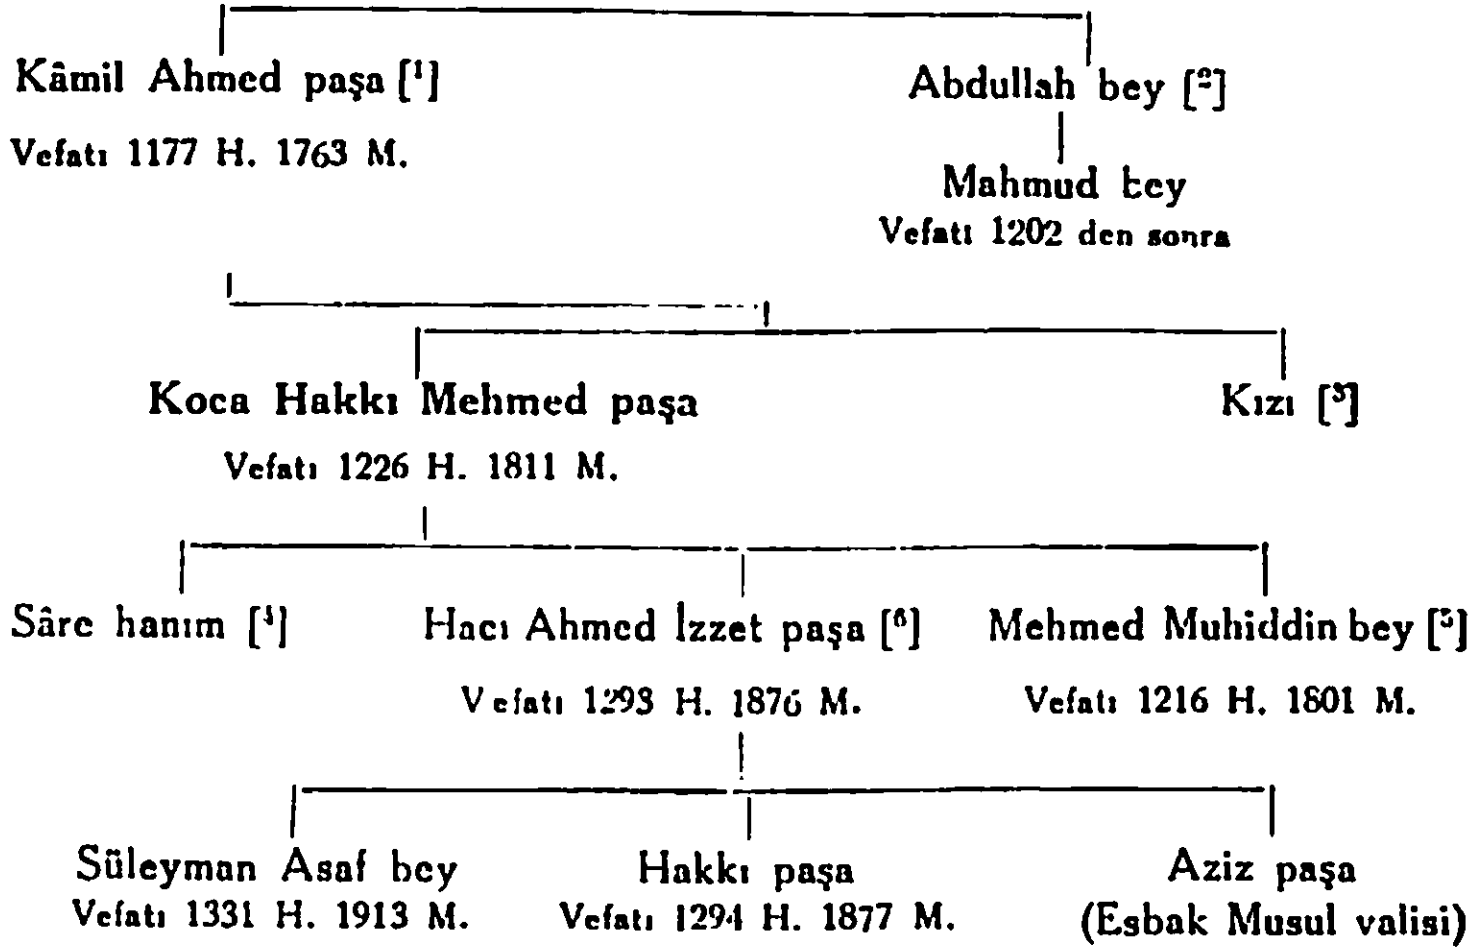 Kâmil Ahmed paşa [1]
Abdullah bey [2]
Vefatı 1177 H. 1763 M.
Mahmud bey
Vefatı 1202 den sonra
Koca Hakkı Mehmed paşa
Kızı [3]
Vefatı 1226 H. 1811 M.
Sâre hanım [4]
Hacı Ahmed İzzet paşa [6]
Mehmed Muhiddin bey [5]
Vefatı 1293 H. 1876 M.
Vefatı 1216 H. 1801 M.
Süleyman Asaf bey
Hakkı paşa
Aziz paşa
Vefatı 1331 H. 1913 M.
Vefatı 1294 H. 1877 M.
(Esbak Musul valisi)